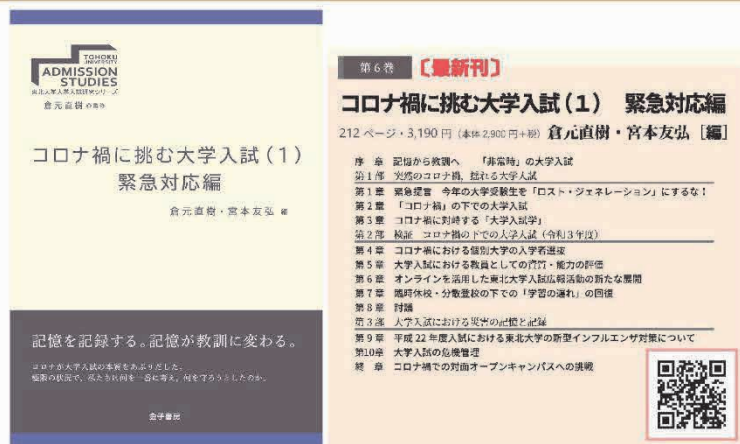 TOHOKU
UNIVERSITY
ADMISSION
STUDIES
東北大学大学入試研究シリーズ
倉元直樹 の監修
コロナ禍に挑む大学入試(1)
緊急対応編
倉元直樹・宮本友弘 編
記憶を記録する。記憶が教訓に変わる。
コロナが大学入試の本質をあぶりだした。
極限の状況で、私たちは何を一番に考え、何を守ろうとしたのか。
金子書房
第6巻 〔最新刊〕
コロナ禍に挑む大学入試(1) 緊急対応編
212 ページ・3,190 円 (本体 2,900 円+税) 倉元直樹・宮本友弘[編]
序 章 記憶から教訓へ 「非常時」の大学入試
第1部 突然のコロナ禍、揺れる大学入試
第1章 緊急提言 今年の大学受験生を「ロスト・ジェネレーション」にするな!
第2章 「コロナ禍」の下での大学入試
第3章 コロナ禍に対峙する「大学入試学」
第2部 検証 コロナ禍の下での大学入試(令和3年度)
第4章 コロナ禍における個別大学の入学者選抜
第5章 大学入試における教員としての資質・能力の評価
第6章 オンラインを活用した東北大学入試広報活動の新たな展開
第7章 臨時休校・分散登校の下での「学習の遅れ」の回復
第8章 討議
第3部 大学入試における災害の記憶と記録
第9章 平成22年度入試における東北大学の新型インフルエンザ対策について
第10章 大学入試の危機管理
終 章 コロナ禍での対面オープンキャンパスへの挑戦